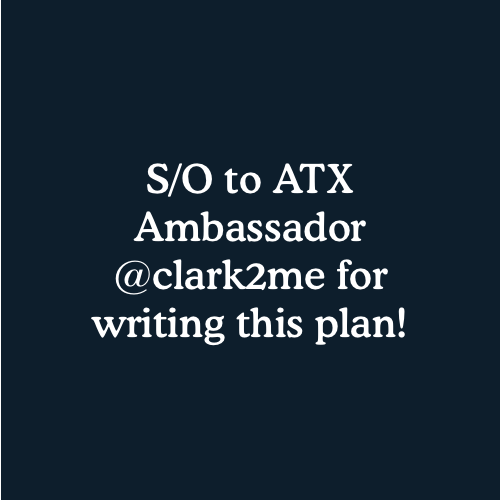 S/O to ATX
Ambassador
@clark2me for
writing this plan!